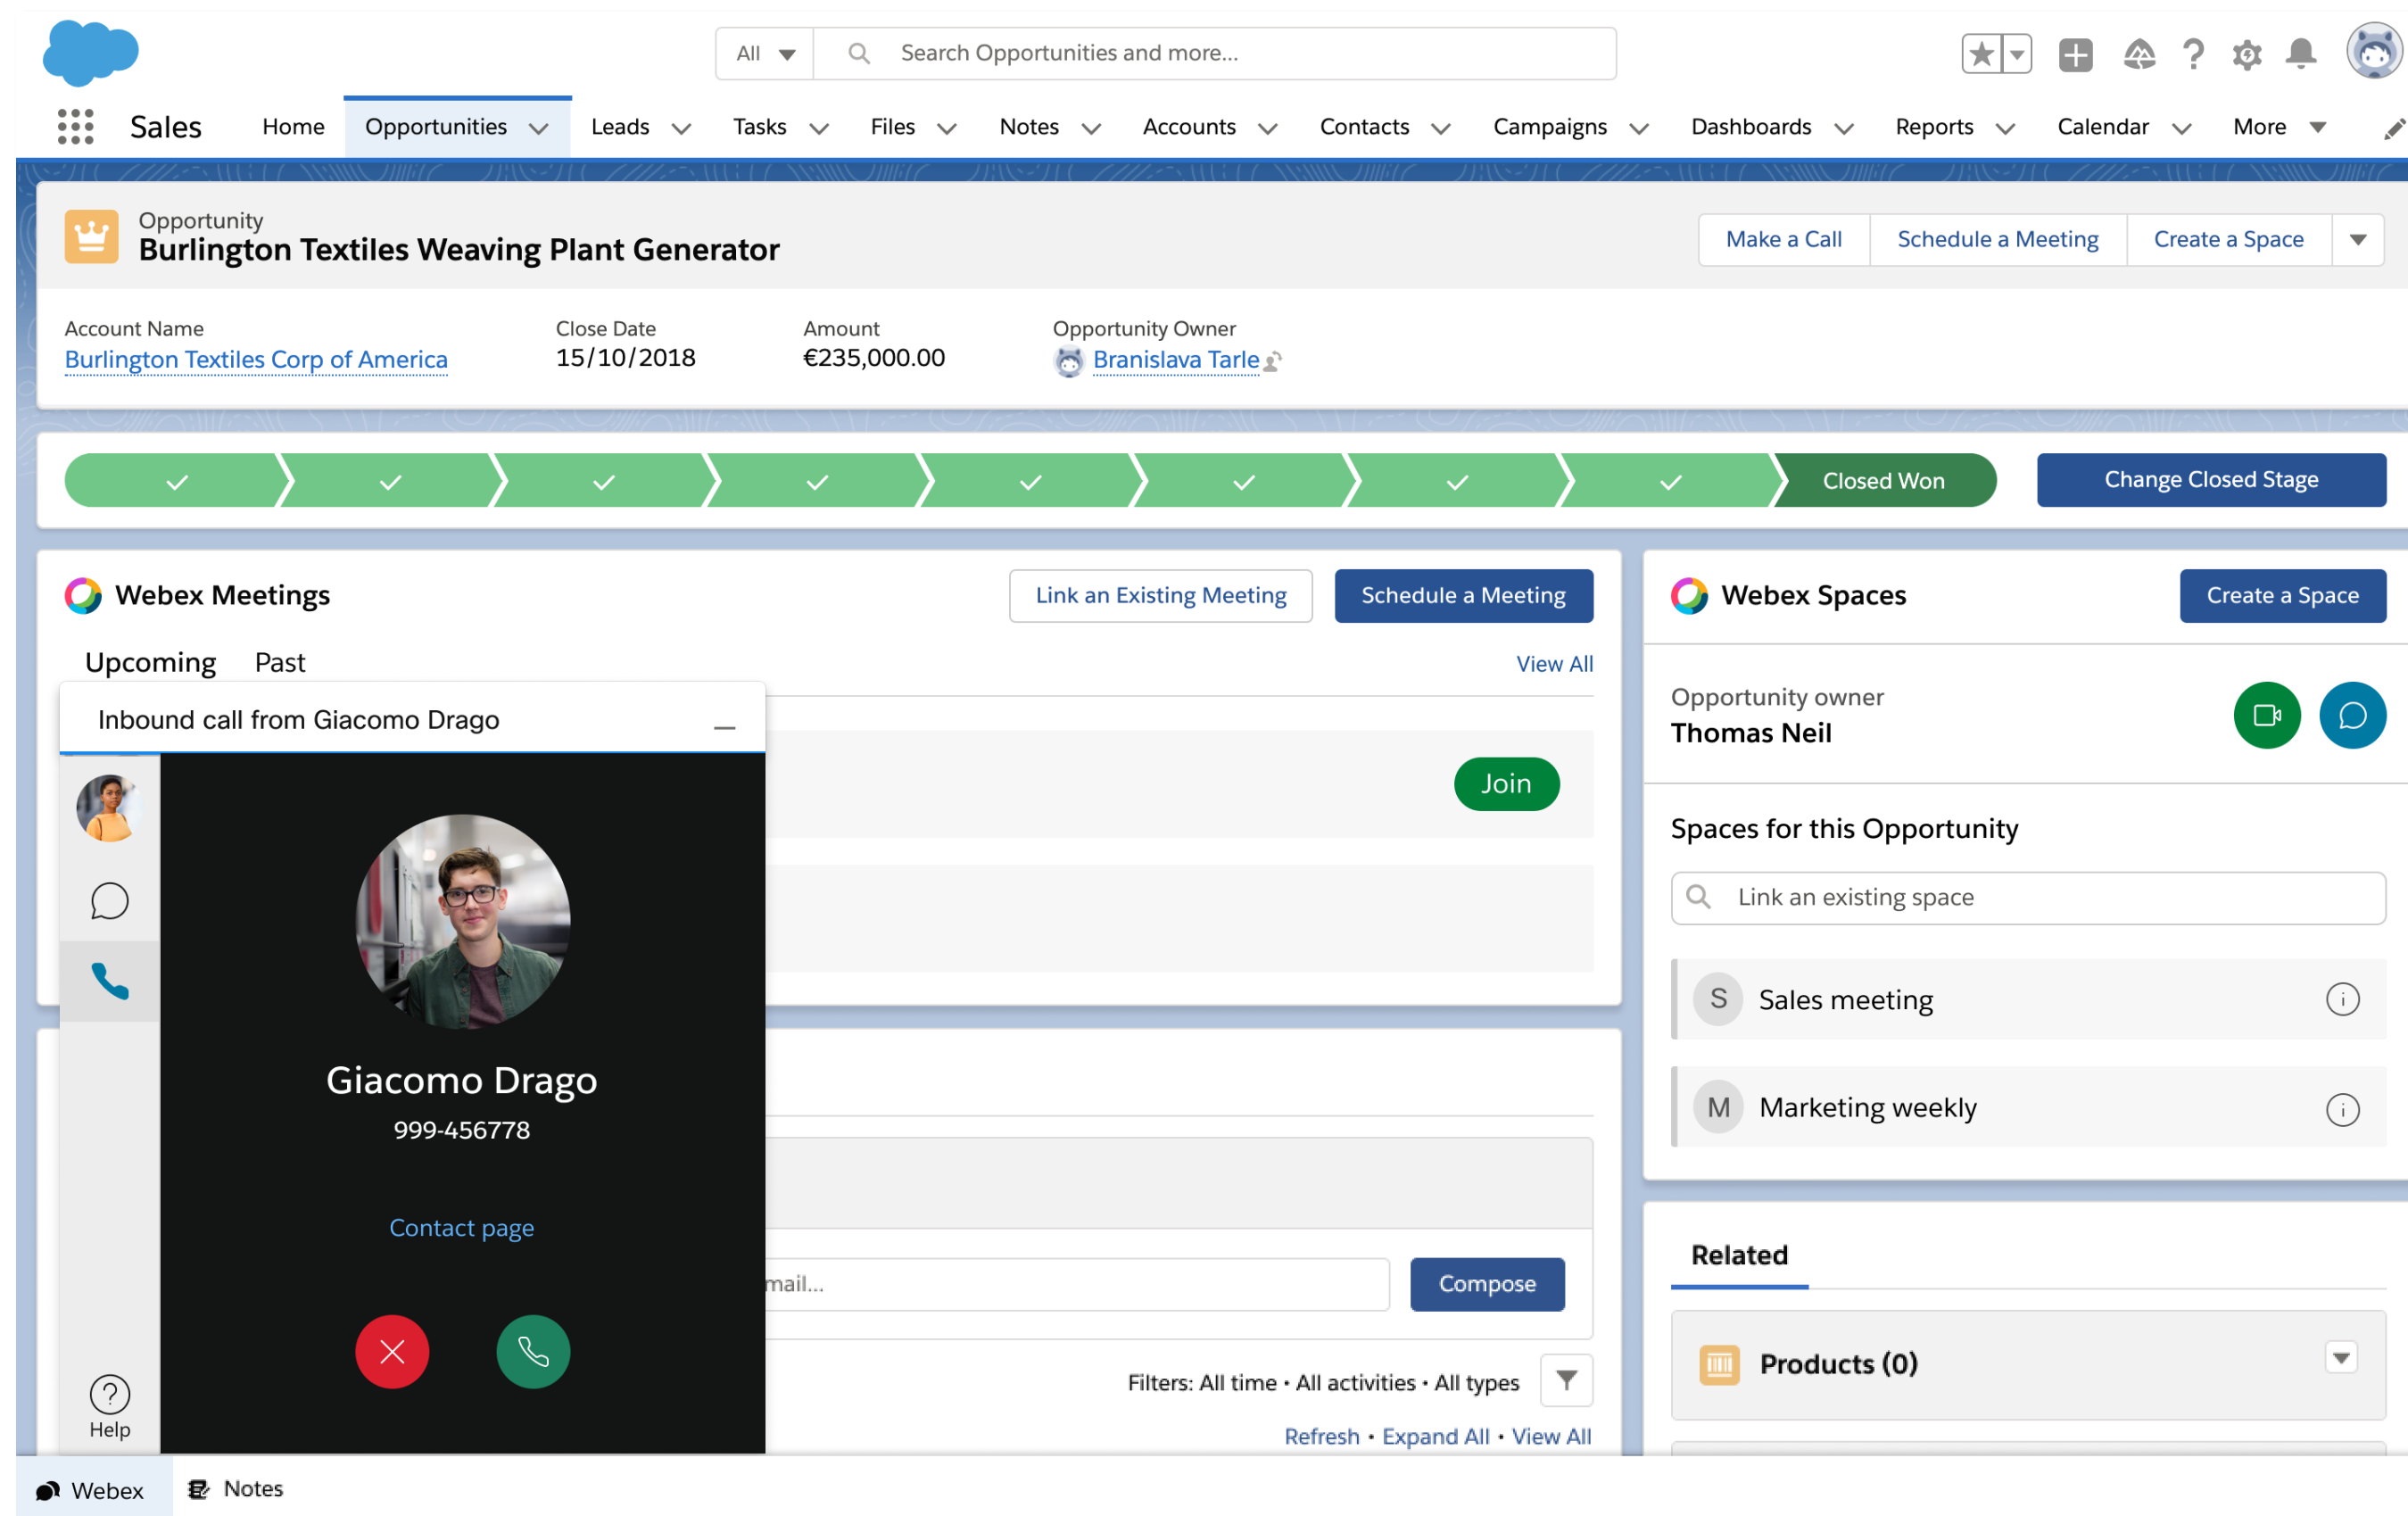 All
Search Opportunities and more...
Sales
Home
Opportunities
Leads
Tasks
Files
Notes
Accounts
Contacts
Campaigns
Dashboards
Reports
Calendar
More
Opportunity
Burlington Textiles Weaving Plant Generator
Make a Call
Schedule a Meeting
Create a Space
Account Name
Close Date
Amount
Opportunity Owner
Burlington Textiles Corp of America
15/10/2018
€235,000.00
Branislava Tarle
Closed Won
Change Closed Stage
Webex Meetings
Link an Existing Meeting
Schedule a Meeting
Upcoming
Past
View All
Inbound call from Giacomo Drago
Join
Giacomo Drago
999-456778
Contact page
Help
mail...
Compose
Filters: All time • All activities • All types
Refresh • Expand All • View All
Webex Spaces
Create a Space
Opportunity owner
Thomas Neil
Spaces for this Opportunity
Link an existing space
S
Sales meeting
M
Marketing weekly
Related
Products (0)
Webex
Notes